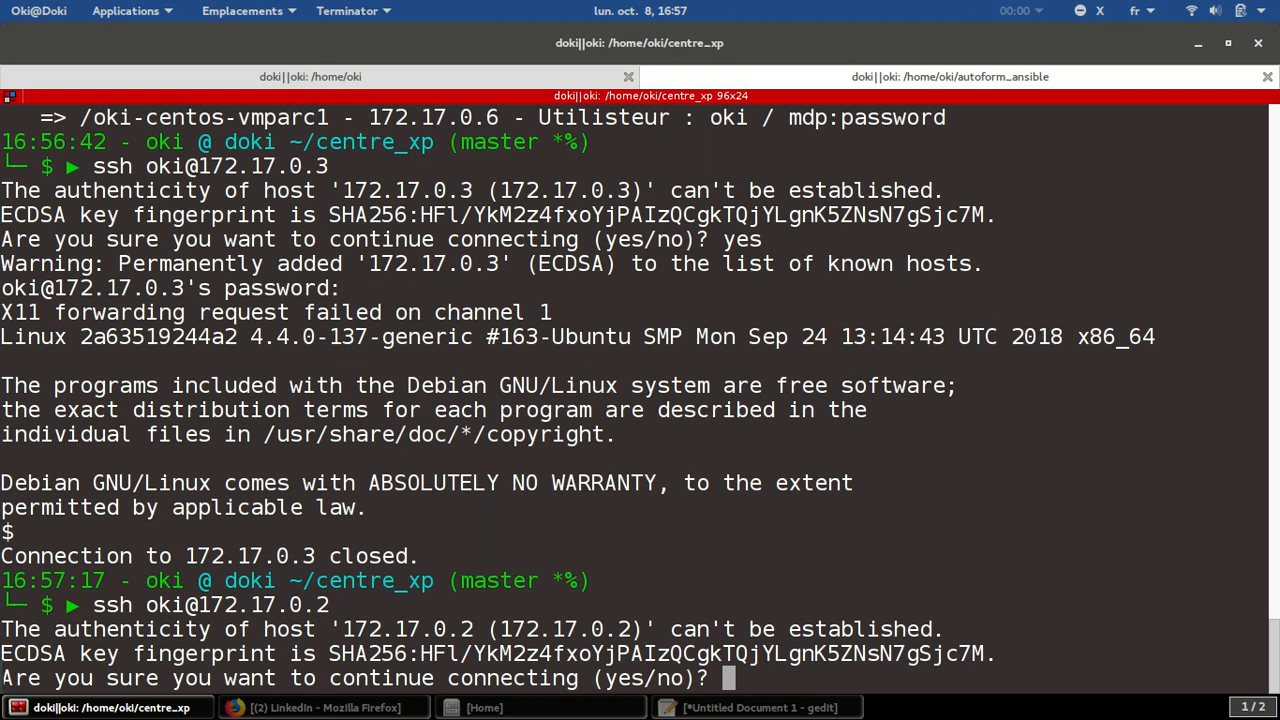 Oki@Doki Applications Emplacements Terminator lun. oct. 8, 16:57 00:00 X fr
doki||oki: /home/oki/centre_xp
doki||oki: /home/oki doki||oki: /home/oki/autoform_ansible
doki||oki: /home/oki/centre_xp 96x24
=> /oki-centos-vmparc1 - 172.17.0.6 - Utilisteur : oki / mdp:password
16:56:42 - oki @ doki ~/centre_xp (master *%)
└─ $ ▶ ssh oki@172.17.0.3
The authenticity of host '172.17.0.3 (172.17.0.3)' can't be established.
ECDSA key fingerprint is SHA256:HFl/YkM2z4fxoYjPAIzQCgkTQjYLgnK5ZNsN7gSjc7M.
Are you sure you want to continue connecting (yes/no)? yes
Warning: Permanently added '172.17.0.3' (ECDSA) to the list of known hosts.
oki@172.17.0.3's password:
X11 forwarding request failed on channel 1
Linux 2a63519244a2 4.4.0-137-generic #163-Ubuntu SMP Mon Sep 24 13:14:43 UTC 2018 x86_64
The programs included with the Debian GNU/Linux system are free software;
the exact distribution terms for each program are described in the
individual files in /usr/share/doc/*/copyright.
Debian GNU/Linux comes with ABSOLUTELY NO WARRANTY, to the extent
permitted by applicable law.
$
Connection to 172.17.0.3 closed.
16:57:17 - oki @ doki ~/centre_xp (master *%)
└─ $ ▶ ssh oki@172.17.0.2
The authenticity of host '172.17.0.2 (172.17.0.2)' can't be established.
ECDSA key fingerprint is SHA256:HFl/YkM2z4fxoYjPAIzQCgkTQjYLgnK5ZNsN7gSjc7M.
Are you sure you want to continue connecting (yes/no)?
doki||oki: /home/oki/centre_xp [(2) LinkedIn - Mozilla Firefox] [Home] [*Untitled Document 1 - gedit] 1 / 2